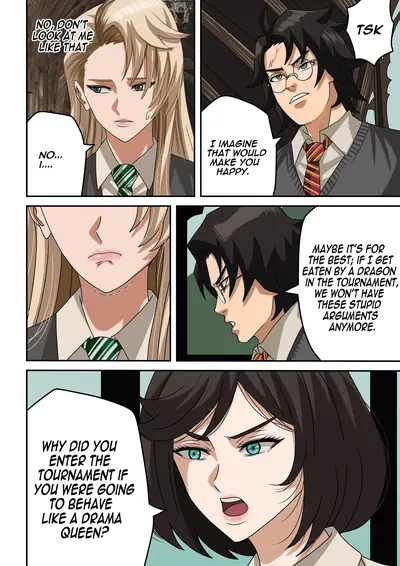 NO, DON'T
LOOK AT ME
LIKE THAT
NO...
I....
TSK
I IMAGINE
THAT WOULD
MAKE YOU
HAPPY.
MAYBE IT'S FOR
THE BEST; IF I GET
EATEN BY A DRAGON
IN THE TOURNAMENT,
WE WON'T HAVE
THESE STUPID
ARGUMENTS
ANYMORE.
WHY DID YOU
ENTER THE
TOURNAMENT IF
YOU WERE GOING
TO BEHAVE
LIKE A DRAMA
QUEEN?